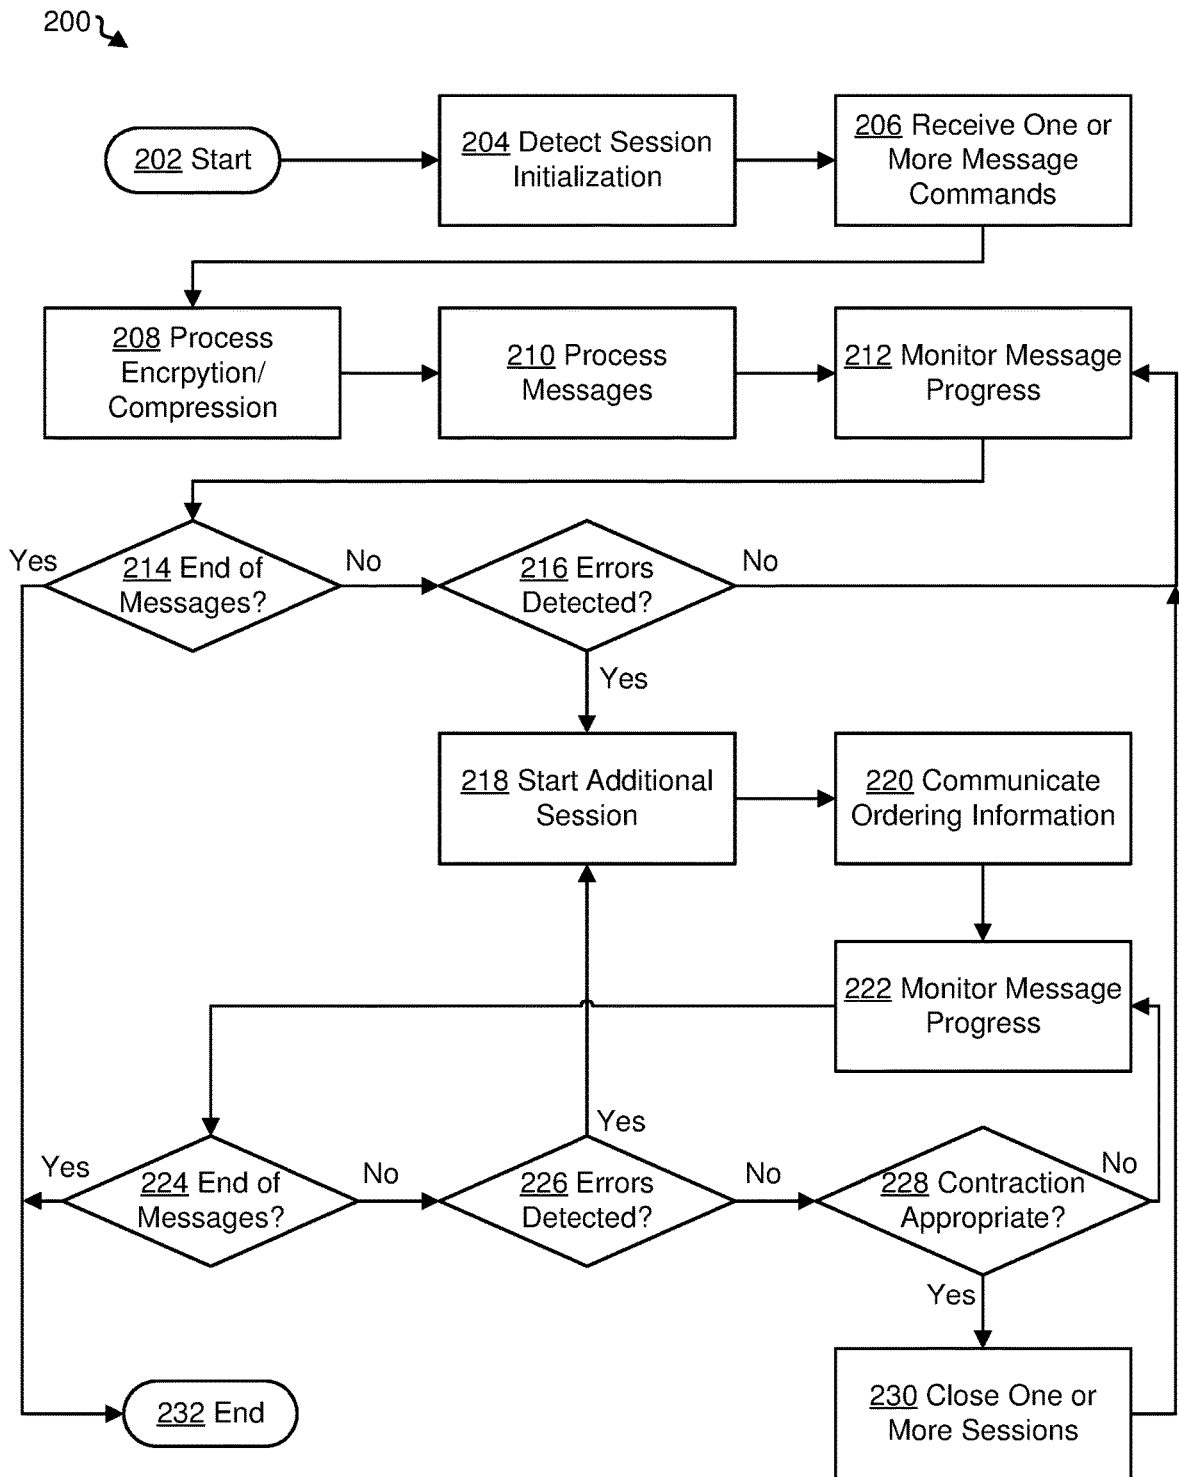 200
202 Start
204 Detect Session
Initialization
206 Receive One or
More Message
Commands
208 Process
Encrpytion/
Compression
210 Process
Messages
212 Monitor Message
Progress
Yes
214 End of
Messages?
No
216 Errors
Detected?
No
Yes
218 Start Additional
Session
220 Communicate
Ordering Information
222 Monitor Message
Progress
Yes
224 End of
Messages?
No
Yes
226 Errors
Detected?
No
228 Contraction
Appropriate?
No
Yes
230 Close One or
More Sessions
232 End